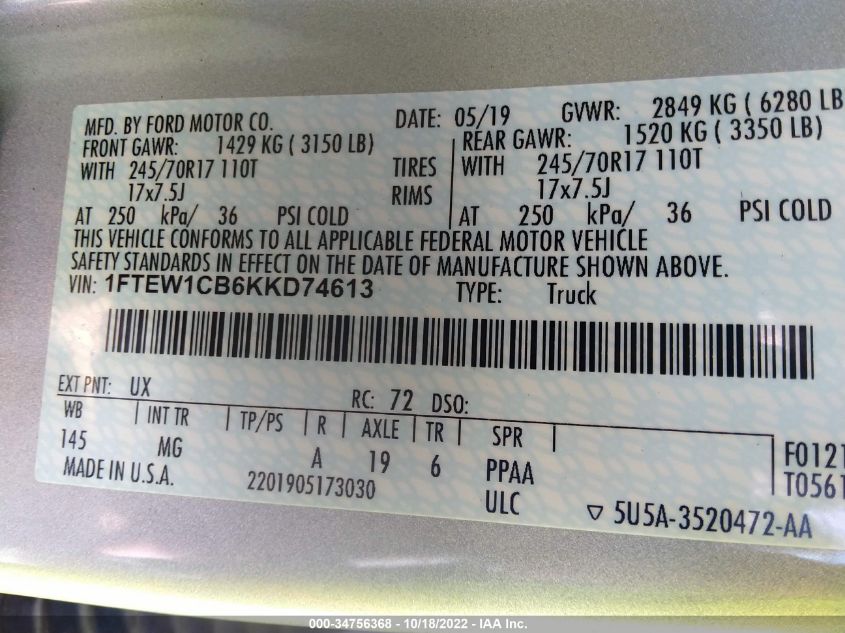 MFD. BY FORD MOTOR CO. DATE: 05/19 GVWR: 2849 KG ( 6280 LB
FRONT GAWR: 1429 KG ( 3150 LB) REAR GAWR: 1520 KG ( 3350 LB)
WITH 245/70R17 110T TIRES WITH 245/70R17 110T
17x7.5J RIMS 17x7.5J
AT 250 kPa/ 36 PSI COLD AT 250 kPa/ 36 PSI COLD
THIS VEHICLE CONFORMS TO ALL APPLICABLE FEDERAL MOTOR VEHICLE
SAFETY STANDARDS IN EFFECT ON THE DATE OF MANUFACTURE SHOWN ABOVE.
VIN: 1FTEW1CB6KKD74613 TYPE: Truck
EXT PNT: UX RC: 72 DSO:
WB INT TR TP/PS R AXLE TR SPR
145 MG A 19 6 PPAA F0121
MADE IN U.S.A. 2201905173030 ULC T0561
5U5A-3520472-AA
000-34756368 - 10/18/2022 - IAA Inc.